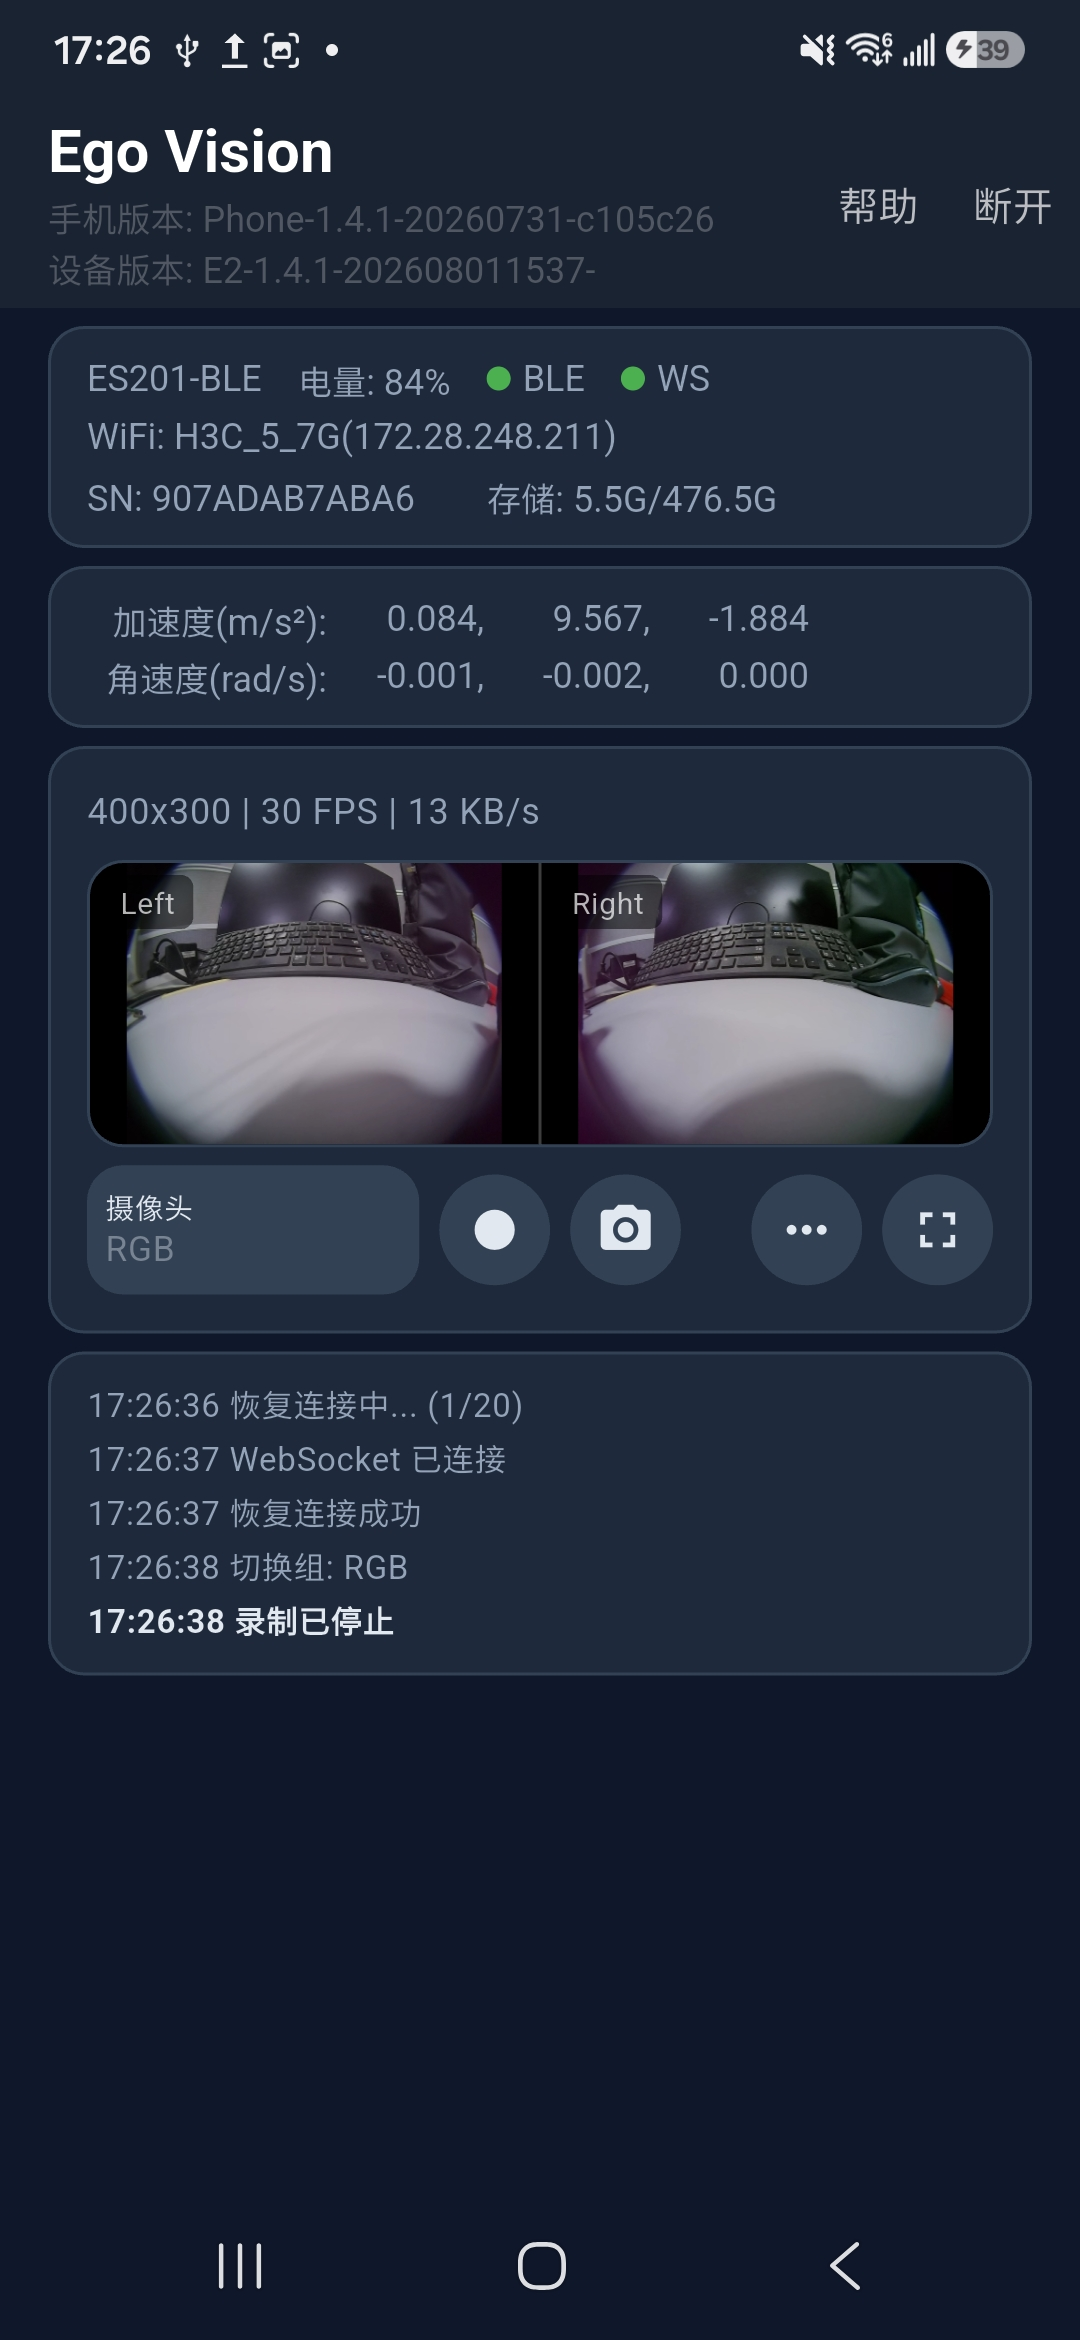 17:26
6
39
Ego Vision
手机版本: Phone-1.4.1-20260731-c105c26
设备版本: E2-1.4.1-202608011537-
帮助 断开
ES201-BLE 电量: 84% BLE WS
WiFi: H3C_5_7G(172.28.248.211)
SN: 907ADAB7ABA6 存储: 5.5G/476.5G
加速度(m/s²): 0.084, 9.567, -1.884
角速度(rad/s): -0.001, -0.002, 0.000
400x300 | 30 FPS | 13 KB/s
Left Right
摄像头
RGB
17:26:36 恢复连接中... (1/20)
17:26:37 WebSocket 已连接
17:26:37 恢复连接成功
17:26:38 切换组: RGB
17:26:38 录制已停止